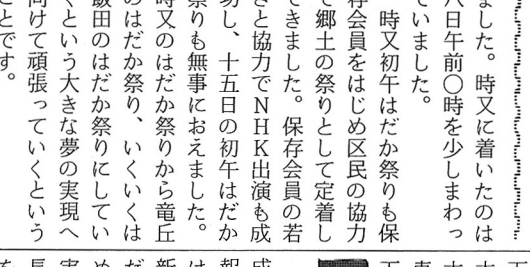 ました。時又に着いたのは
八日午前〇時を少しまわっ
ていました。
時又初午はだか祭りも保
存会員をはじめ区民の協力
で郷土の祭りとして定着し
てきました。保存会員の若
さと協力でNHK出演も成
功し、十五日の初午はだか
祭りも無事におえました。
時又のはだか祭りから竜丘
のはだか祭り、いくいくは
飯田のはだか祭りにしてい
くという大きな夢の実現へ
向けて頑張っていくという
ことです。